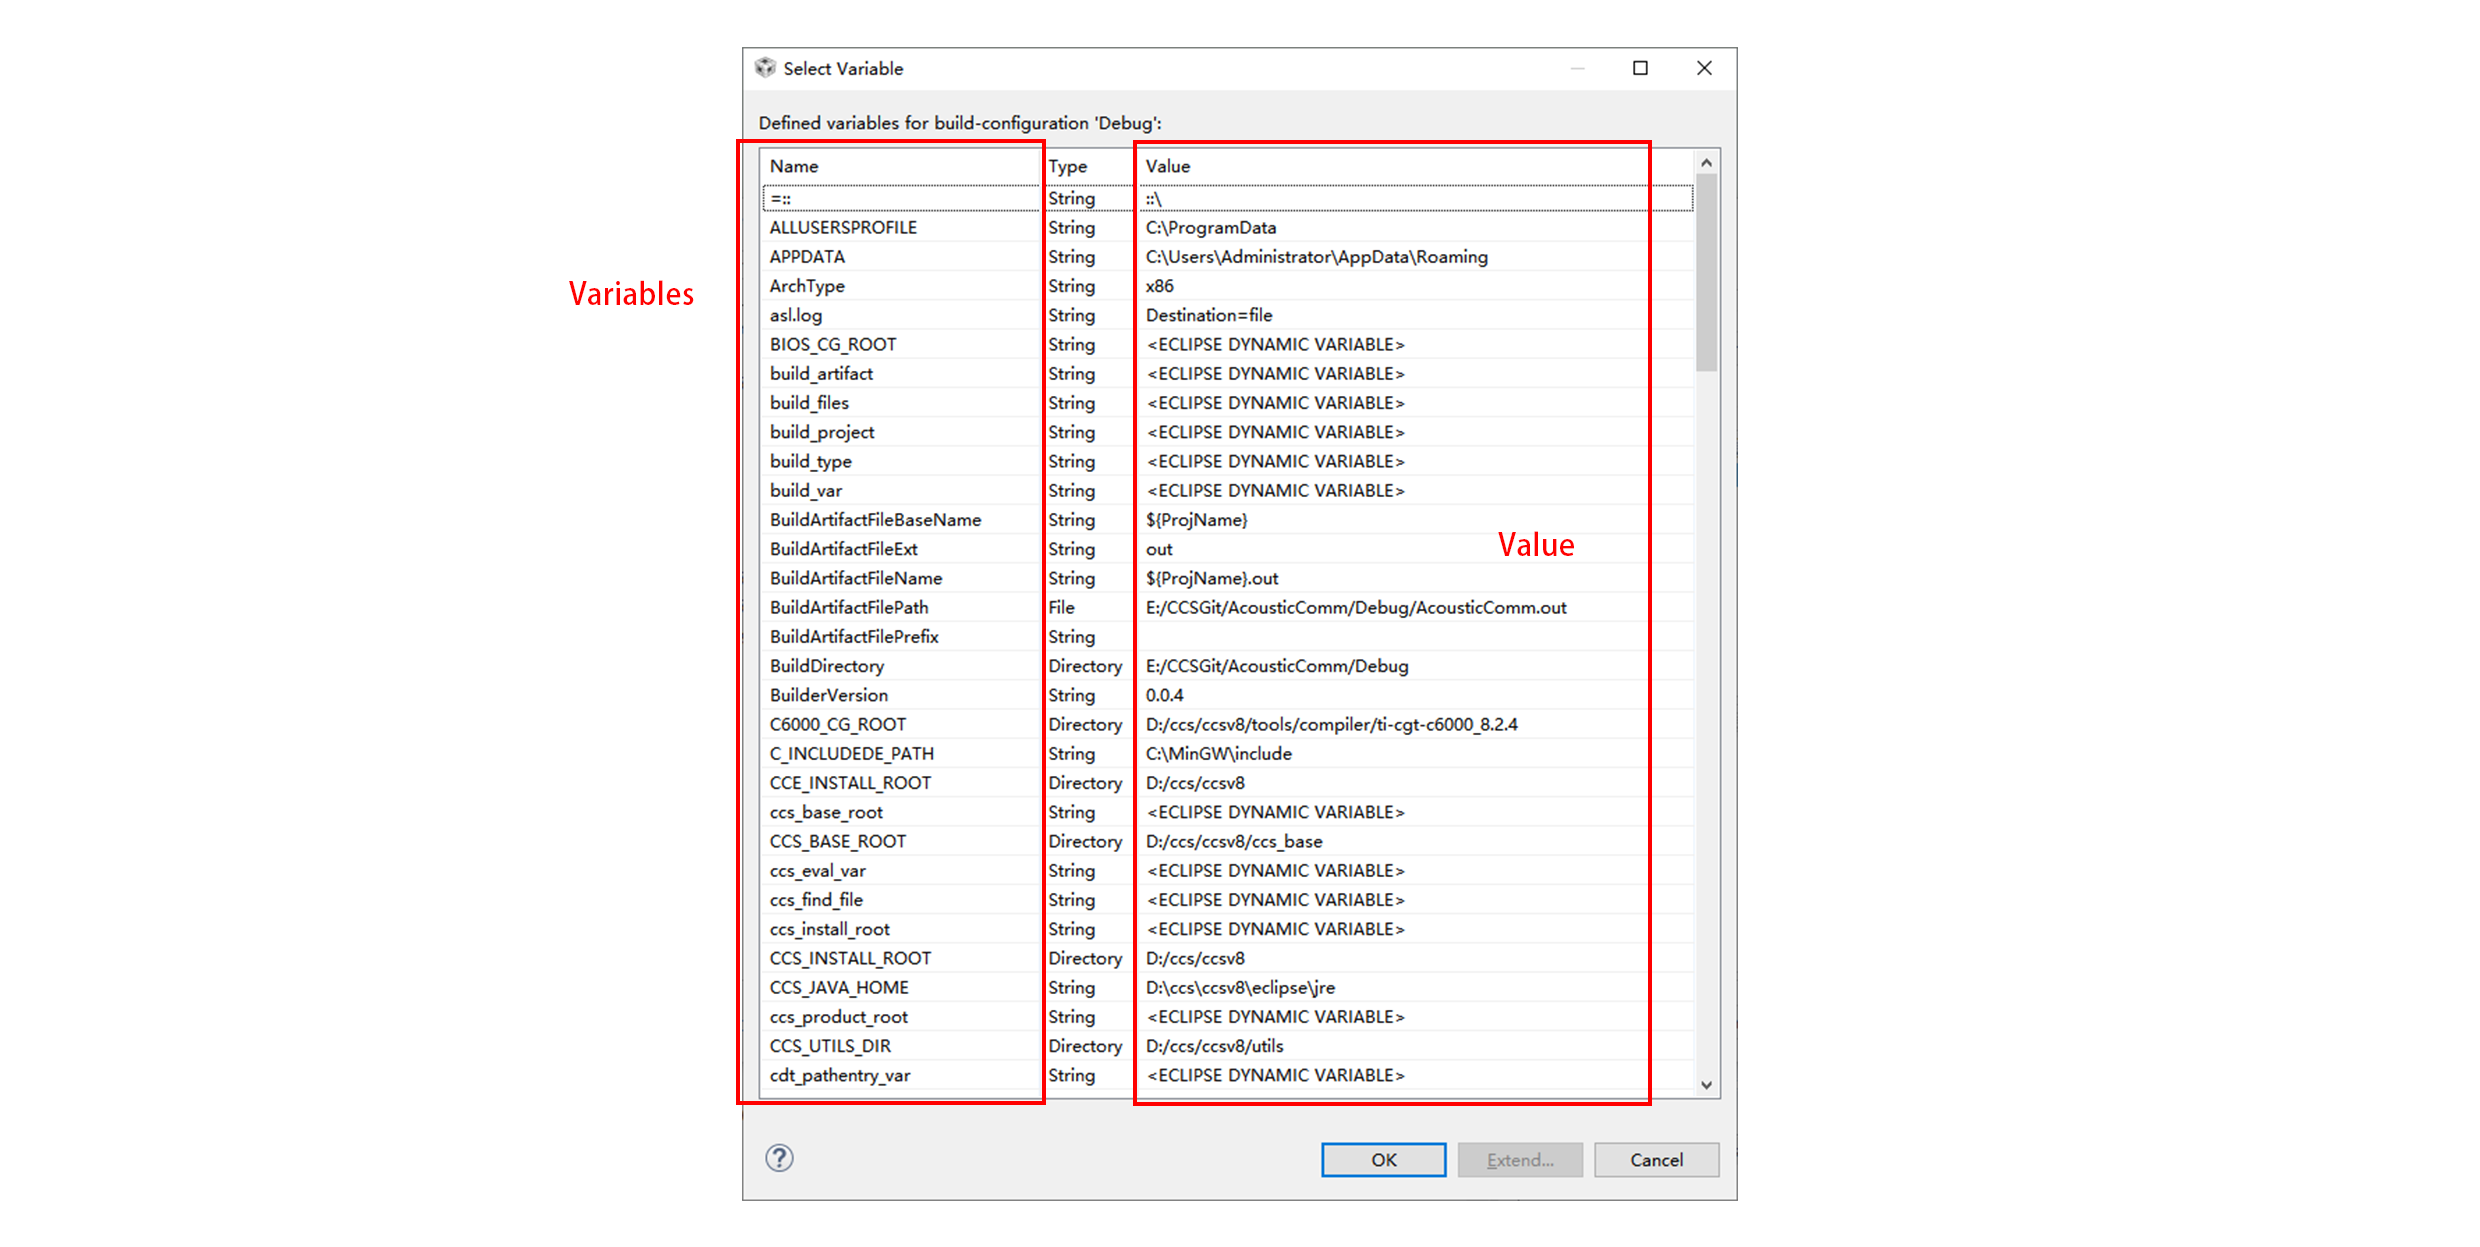 Select Variable
Defined variables for build-configuration 'Debug':
Name Type Value
=:: String ::\
ALLUSERSPROFILE String C:\ProgramData
APPDATA String C:\Users\Administrator\AppData\Roaming
ArchType String x86
Variables
asl.log String Destination=file
BIOS_CG_ROOT String <ECLIPSE DYNAMIC VARIABLE>
build_artifact String <ECLIPSE DYNAMIC VARIABLE>
build_files String <ECLIPSE DYNAMIC VARIABLE>
build_project String <ECLIPSE DYNAMIC VARIABLE>
build_type String <ECLIPSE DYNAMIC VARIABLE>
build_var String <ECLIPSE DYNAMIC VARIABLE>
BuildArtifactFileBaseName String ${ProjName}
BuildArtifactFileExt String out
Value
BuildArtifactFileName String ${ProjName}.out
BuildArtifactFilePath File E:/CCSGit/AcousticComm/Debug/AcousticComm.out
BuildArtifactFilePrefix String
BuildDirectory Directory E:/CCSGit/AcousticComm/Debug
BuilderVersion String 0.0.4
C6000_CG_ROOT Directory D:/ccs/ccsv8/tools/compiler/ti-cgt-c6000_8.2.4
C_INCLUDEDE_PATH String C:\MinGW\include
CCE_INSTALL_ROOT Directory D:/ccs/ccsv8
ccs_base_root String <ECLIPSE DYNAMIC VARIABLE>
CCS_BASE_ROOT Directory D:/ccs/ccsv8/ccs_base
ccs_eval_var String <ECLIPSE DYNAMIC VARIABLE>
ccs_find_file String <ECLIPSE DYNAMIC VARIABLE>
ccs_install_root String <ECLIPSE DYNAMIC VARIABLE>
CCS_INSTALL_ROOT Directory D:/ccs/ccsv8
CCS_JAVA_HOME String D:\ccs\ccsv8\eclipse\jre
ccs_product_root String <ECLIPSE DYNAMIC VARIABLE>
CCS_UTILS_DIR Directory D:/ccs/ccsv8/utils
cdt_pathentry_var String <ECLIPSE DYNAMIC VARIABLE>
? OK Extend... Cancel